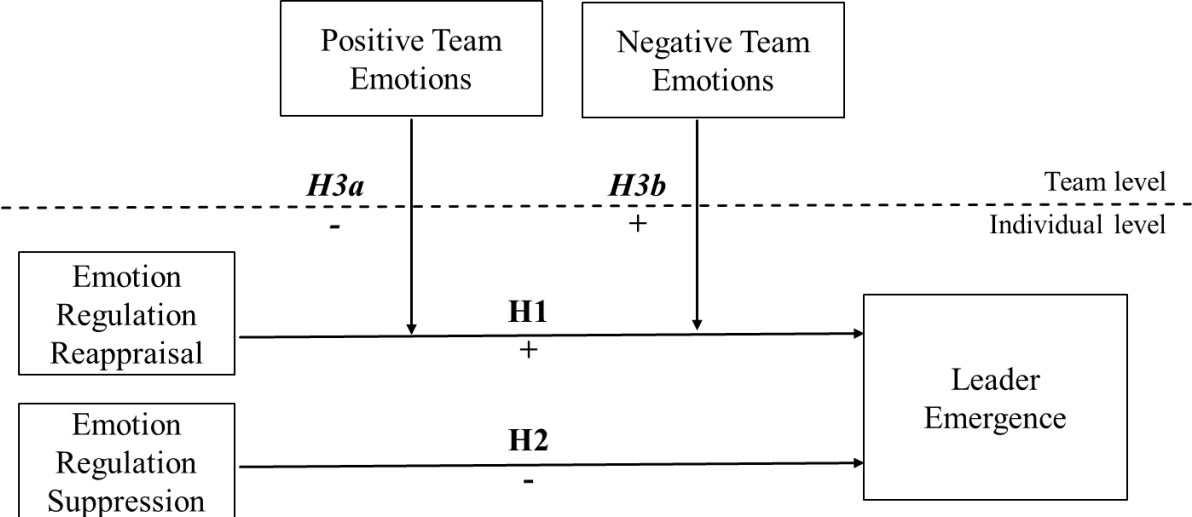 Positive Team
Emotions
Negative Team
Emotions
H3a
-
H3b
+
Team level
Individual level
Emotion
Regulation
Reappraisal
H1
+
Leader
Emergence
Emotion
Regulation
Suppression
H2
-